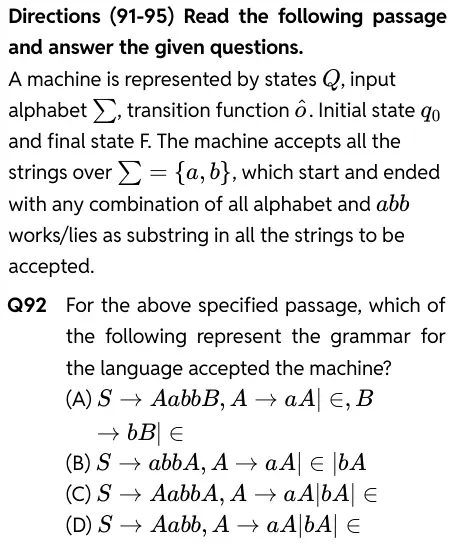 Directions (91-95) Read the following passage
and answer the given questions.
A machine is represented by states Q, input
alphabet ∑, transition function ô. Initial state q₀
and final state F. The machine accepts all the
strings over ∑ = {a, b}, which start and ended
with any combination of all alphabet and abb
works/lies as substring in all the strings to be
accepted.
Q92 For the above specified passage, which of
the following represent the grammar for
the language accepted the machine?
(A) S → AabbB, A → aA| ∈, B
→ bB| ∈
(B) S → abbA, A → aA| ∈ |bA
(C) S → AabbA, A → aA|bA| ∈
(D) S → Aabb, A → aA|bA| ∈